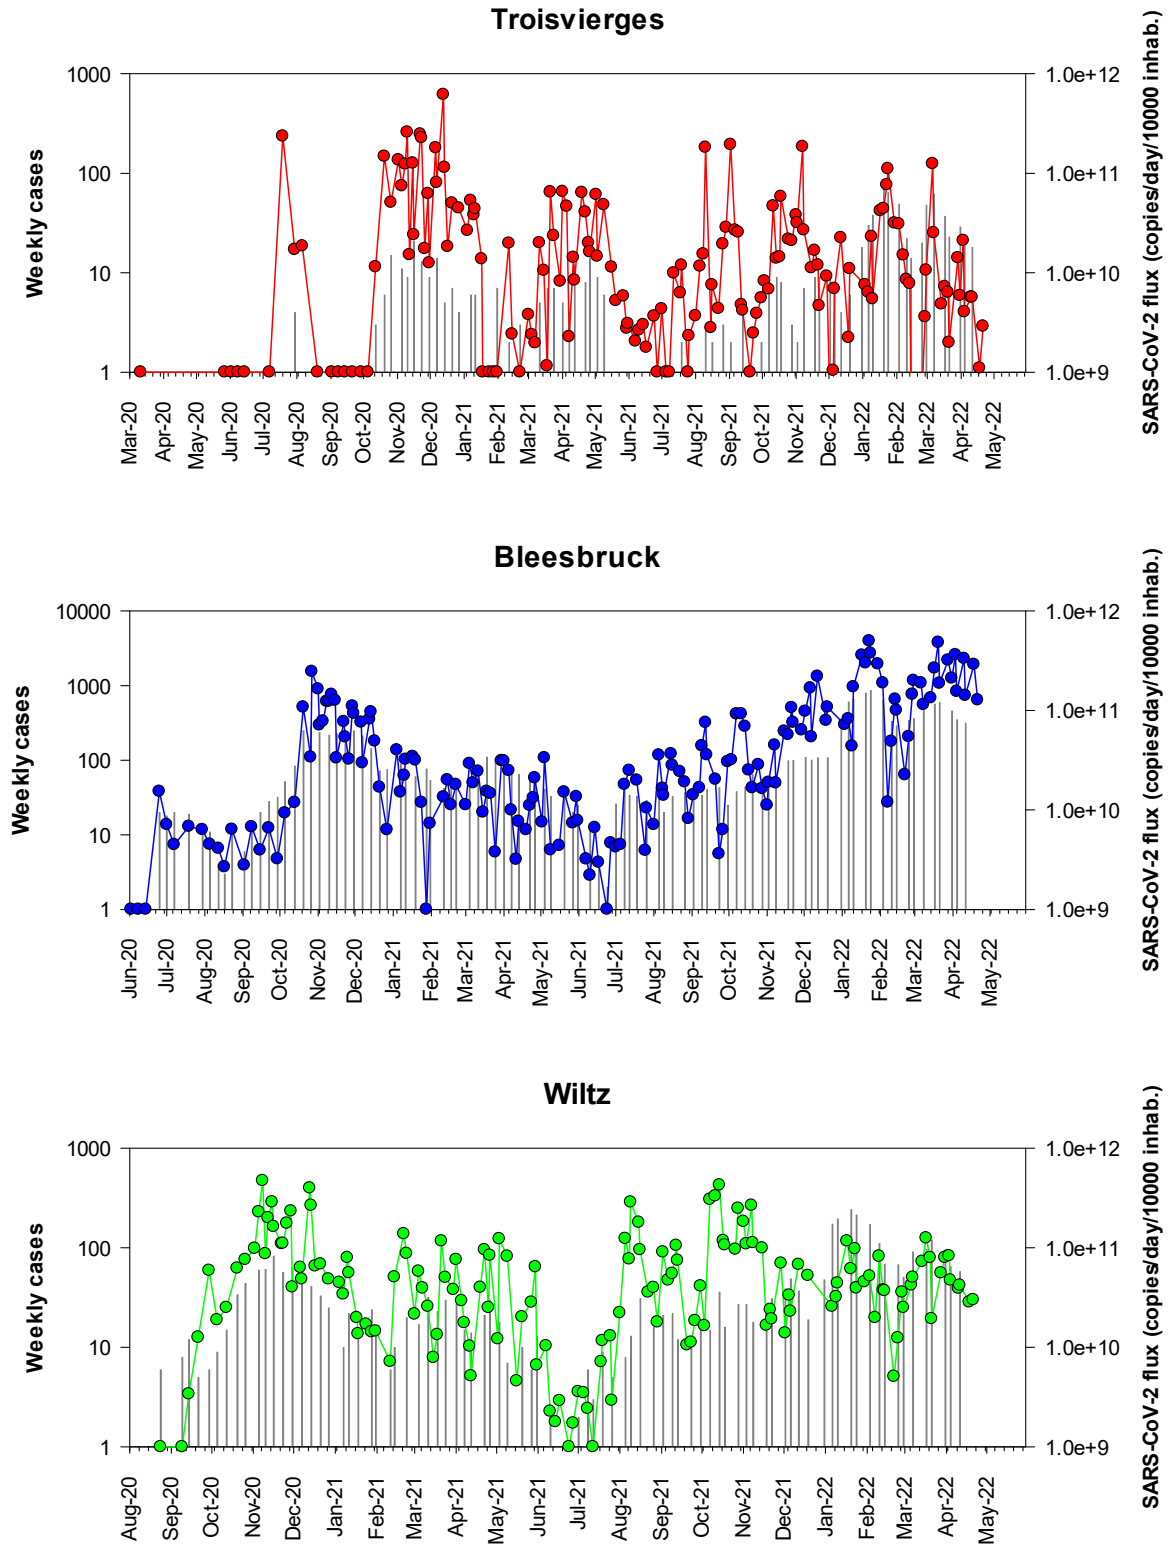 Troisvierges
Weekly cases
SARS-CoV-2 flux (copies/day/10000 inhab.)
1000
100
10
1
1.0e+12
1.0e+11
1.0e+10
1.0e+9
Mar-20
Apr-20
May-20
Jun-20
Jul-20
Aug-20
Sep-20
Oct-20
Nov-20
Dec-20
Jan-21
Feb-21
Mar-21
Apr-21
May-21
Jun-21
Jul-21
Aug-21
Sep-21
Oct-21
Nov-21
Dec-21
Jan-22
Feb-22
Mar-22
Apr-22
May-22
Bleesbruck
Weekly cases
SARS-CoV-2 flux (copies/day/10000 inhab.)
10000
1000
100
10
1
1.0e+12
1.0e+11
1.0e+10
1.0e+9
Jun-20
Jul-20
Aug-20
Sep-20
Oct-20
Nov-20
Dec-20
Jan-21
Feb-21
Mar-21
Apr-21
May-21
Jun-21
Jul-21
Aug-21
Sep-21
Oct-21
Nov-21
Dec-21
Jan-22
Feb-22
Mar-22
Apr-22
May-22
Wiltz
Weekly cases
SARS-CoV-2 flux (copies/day/10000 inhab.)
1000
100
10
1
1.0e+12
1.0e+11
1.0e+10
1.0e+9
Aug-20
Sep-20
Oct-20
Nov-20
Dec-20
Jan-21
Feb-21
Mar-21
Apr-21
May-21
Jun-21
Jul-21
Aug-21
Sep-21
Oct-21
Nov-21
Dec-21
Jan-22
Feb-22
Mar-22
Apr-22
May-22